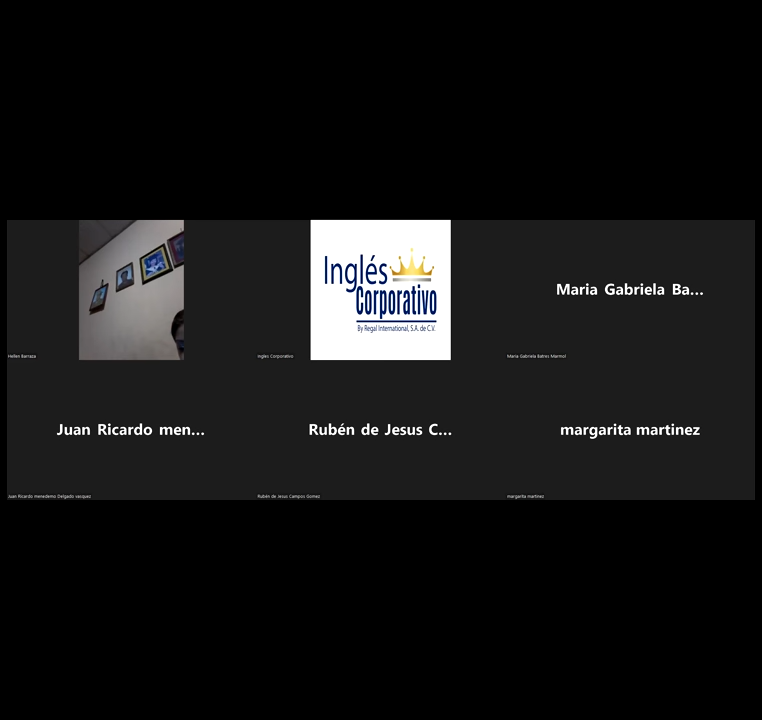 Hellen Barraza
Inglés
Corporativo
By Regal International, S.A. de C.V.
Ingles Corporativo
Maria Gabriela Ba...
Maria Gabriela Batres Marmol
Juan Ricardo men...
Juan Ricardo menedems Delgado vasquez
Rubén de Jesus C...
Rubén de Jesus Campos Gomez
margarita martinez
margarita martinez